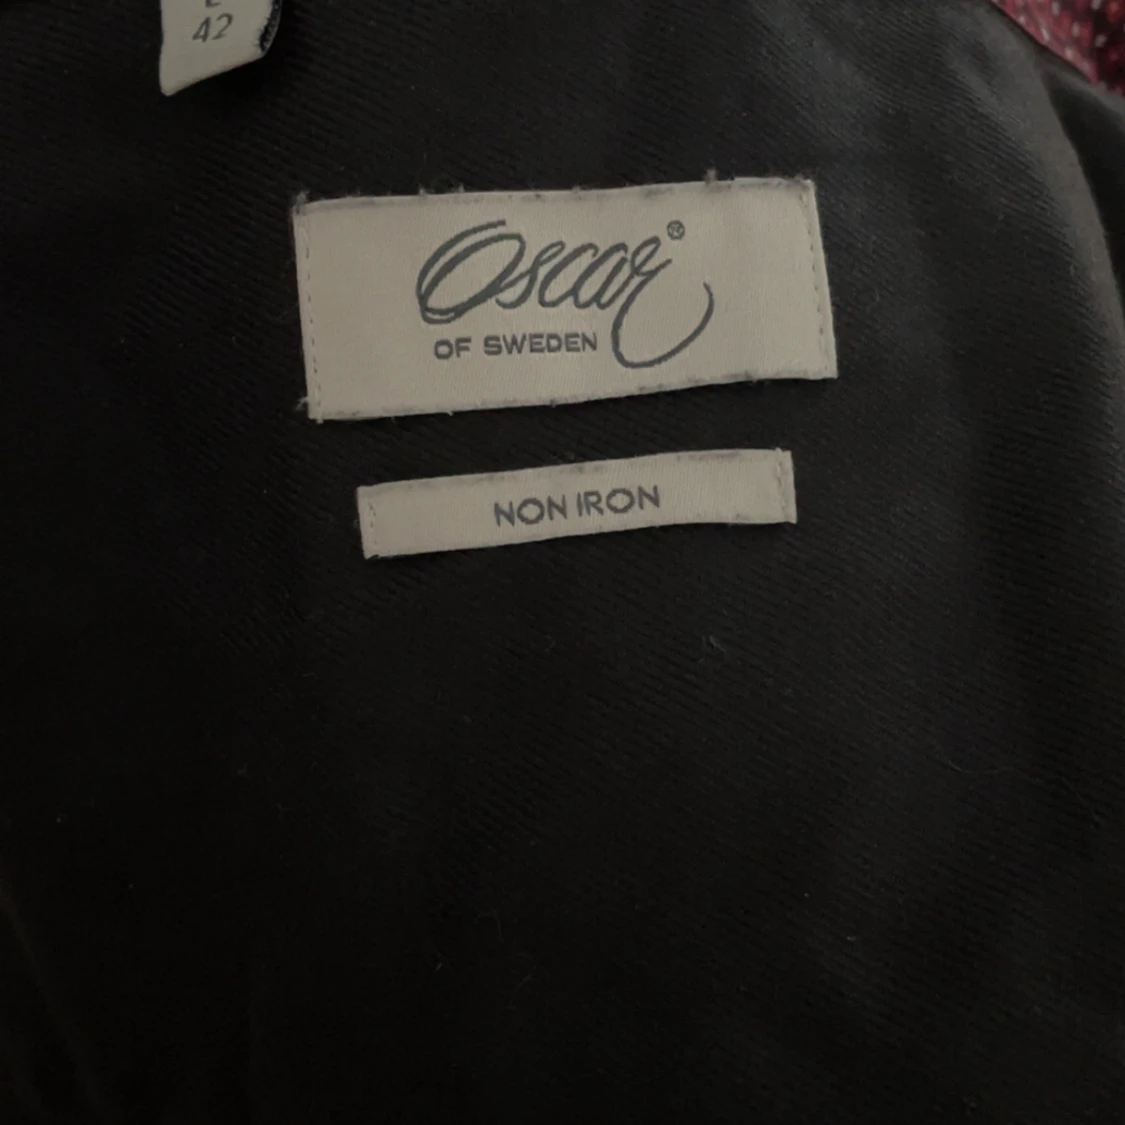 42
Oscar®
OF SWEDEN
NON IRON